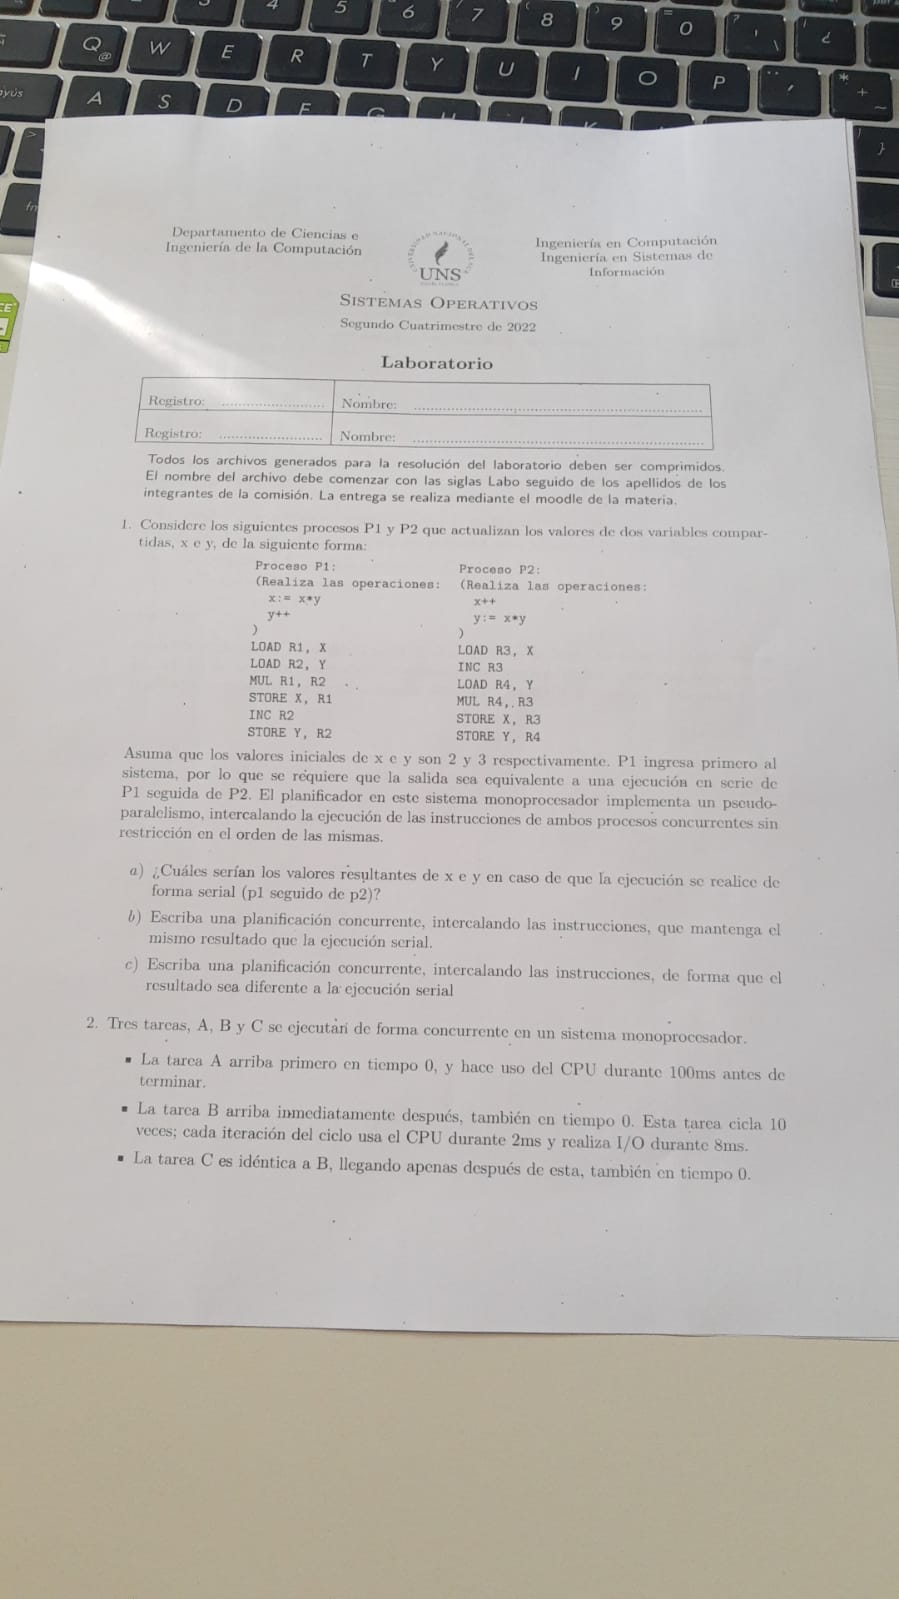 4 5 6 7 8 9 0 ? ¿
Q @ W E R T Y U I O P * +
A S D F G
fn
Departamento de Ciencias e
Ingeniería de la Computación
UNS
Ingeniería en Computación
Ingeniería en Sistemas de
Información
Sistemas Operativos
Segundo Cuatrimestre de 2022
Laboratorio
Registro: Nombre:
Registro: Nombre:
Todos los archivos generados para la resolución del laboratorio deben ser comprimidos.
El nombre del archivo debe comenzar con las siglas Labo seguido de los apellidos de los
integrantes de la comisión. La entrega se realiza mediante el moodle de la materia.
1. Considere los siguientes procesos P1 y P2 que actualizan los valores de dos variables compar-
tidas, x e y, de la siguiente forma:
Proceso P1:
(Realiza las operaciones:
x:= x*y
y++
)
LOAD R1, X
LOAD R2, Y
MUL R1, R2
STORE X, R1
INC R2
STORE Y, R2
Proceso P2:
(Realiza las operaciones:
x++
y:= x*y
)
LOAD R3, X
INC R3
LOAD R4, Y
MUL R4, R3
STORE X, R3
STORE Y, R4
Asuma que los valores iniciales de x e y son 2 y 3 respectivamente. P1 ingresa primero al
sistema, por lo que se requiere que la salida sea equivalente a una ejecución en serie de
P1 seguida de P2. El planificador en este sistema monoprocesador implementa un pseudo-
paralelismo, intercalando la ejecución de las instrucciones de ambos procesos concurrentes sin
restricción en el orden de las mismas.
a) ¿Cuáles serían los valores resultantes de x e y en caso de que la ejecución se realice de
forma serial (p1 seguido de p2)?
b) Escriba una planificación concurrente, intercalando las instrucciones, que mantenga el
mismo resultado que la ejecución serial.
c) Escriba una planificación concurrente, intercalando las instrucciones, de forma que el
resultado sea diferente a la ejecución serial
2. Tres tareas, A, B y C se ejecutan de forma concurrente en un sistema monoprocesador.
▪ La tarea A arriba primero en tiempo 0, y hace uso del CPU durante 100ms antes de
terminar.
▪ La tarea B arriba inmediatamente después, también en tiempo 0. Esta tarea cicla 10
veces; cada iteración del ciclo usa el CPU durante 2ms y realiza I/O durante 8ms.
▪ La tarea C es idéntica a B, llegando apenas después de esta, también en tiempo 0.